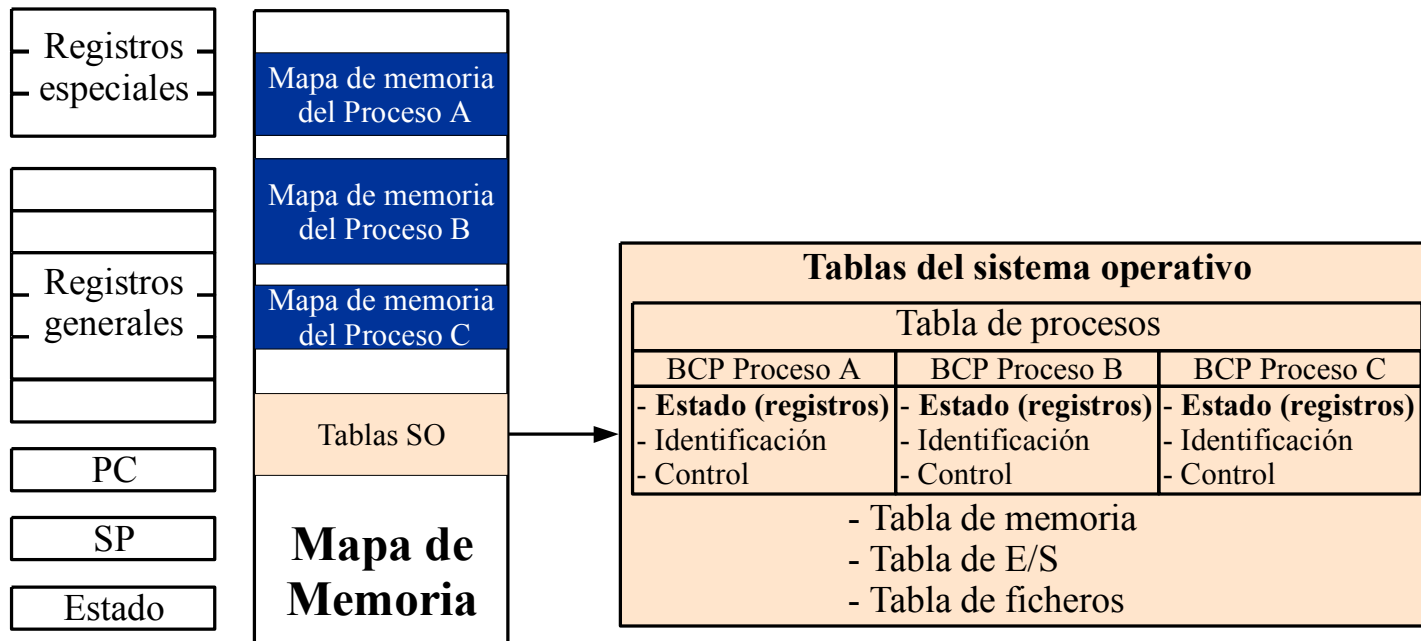 Registros
especiales
Registros
generales
PC
SP
Estado
Mapa de memoria
del Proceso A
Mapa de memoria
del Proceso B
Mapa de memoria
del Proceso C
Tablas SO
Mapa de
Memoria
Tablas del sistema operativo
Tabla de procesos
BCP Proceso A
- Estado (registros)
- Identificación
- Control
BCP Proceso B
- Estado (registros)
- Identificación
- Control
BCP Proceso C
- Estado (registros)
- Identificación
- Control
- Tabla de memoria
- Tabla de E/S
- Tabla de ficheros